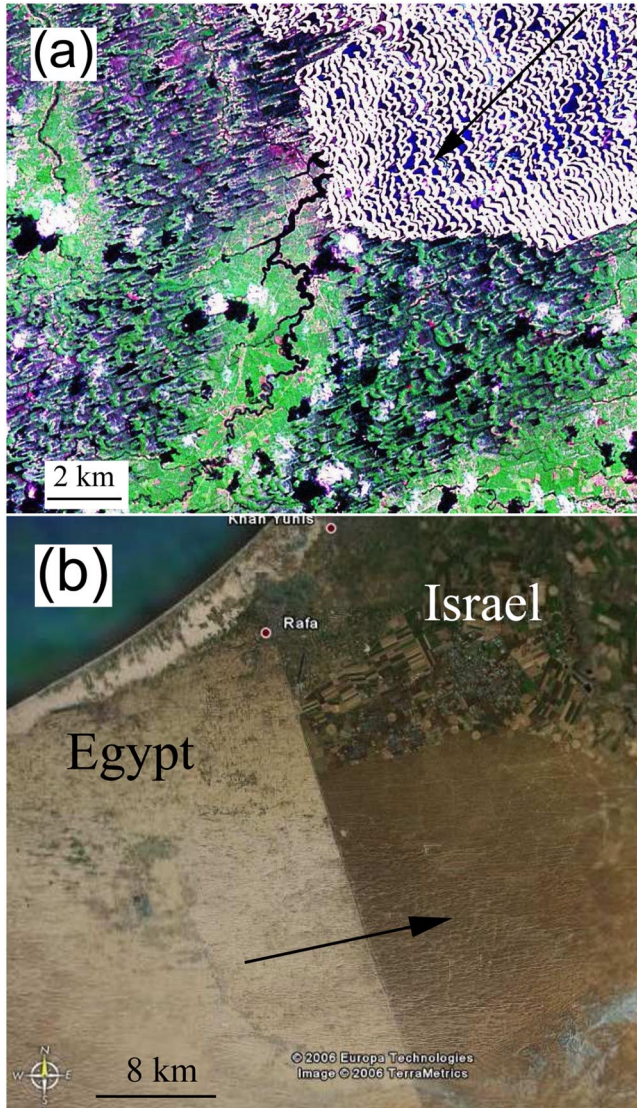 (a)
2 km
Khan Yunis
(b)
Rafa
Israel
Egypt
N
W E
S
8 km
© 2006 Europa Technologies
Image © 2006 TerraMetrics